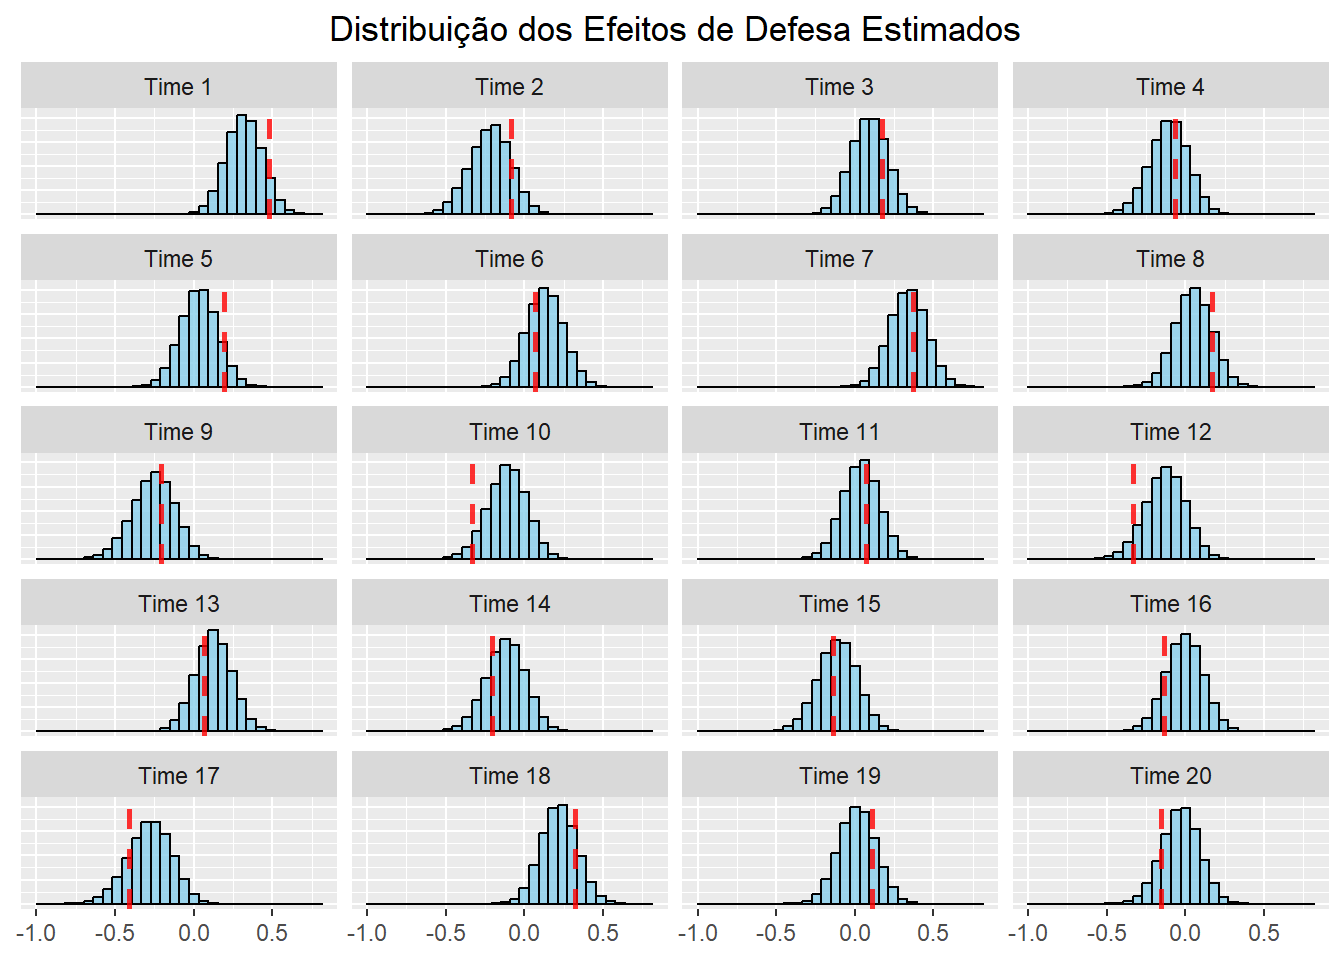 Distribuição dos Efeitos de Defesa Estimados
Time 1 Time 2 Time 3 Time 4
Time 5 Time 6 Time 7 Time 8
Time 9 Time 10 Time 11 Time 12
Time 13 Time 14 Time 15 Time 16
Time 17 Time 18 Time 19 Time 20
-1.0 -0.5 0.0 0.5 -1.0 -0.5 0.0 0.5 -1.0 -0.5 0.0 0.5 -1.0 -0.5 0.0 0.5